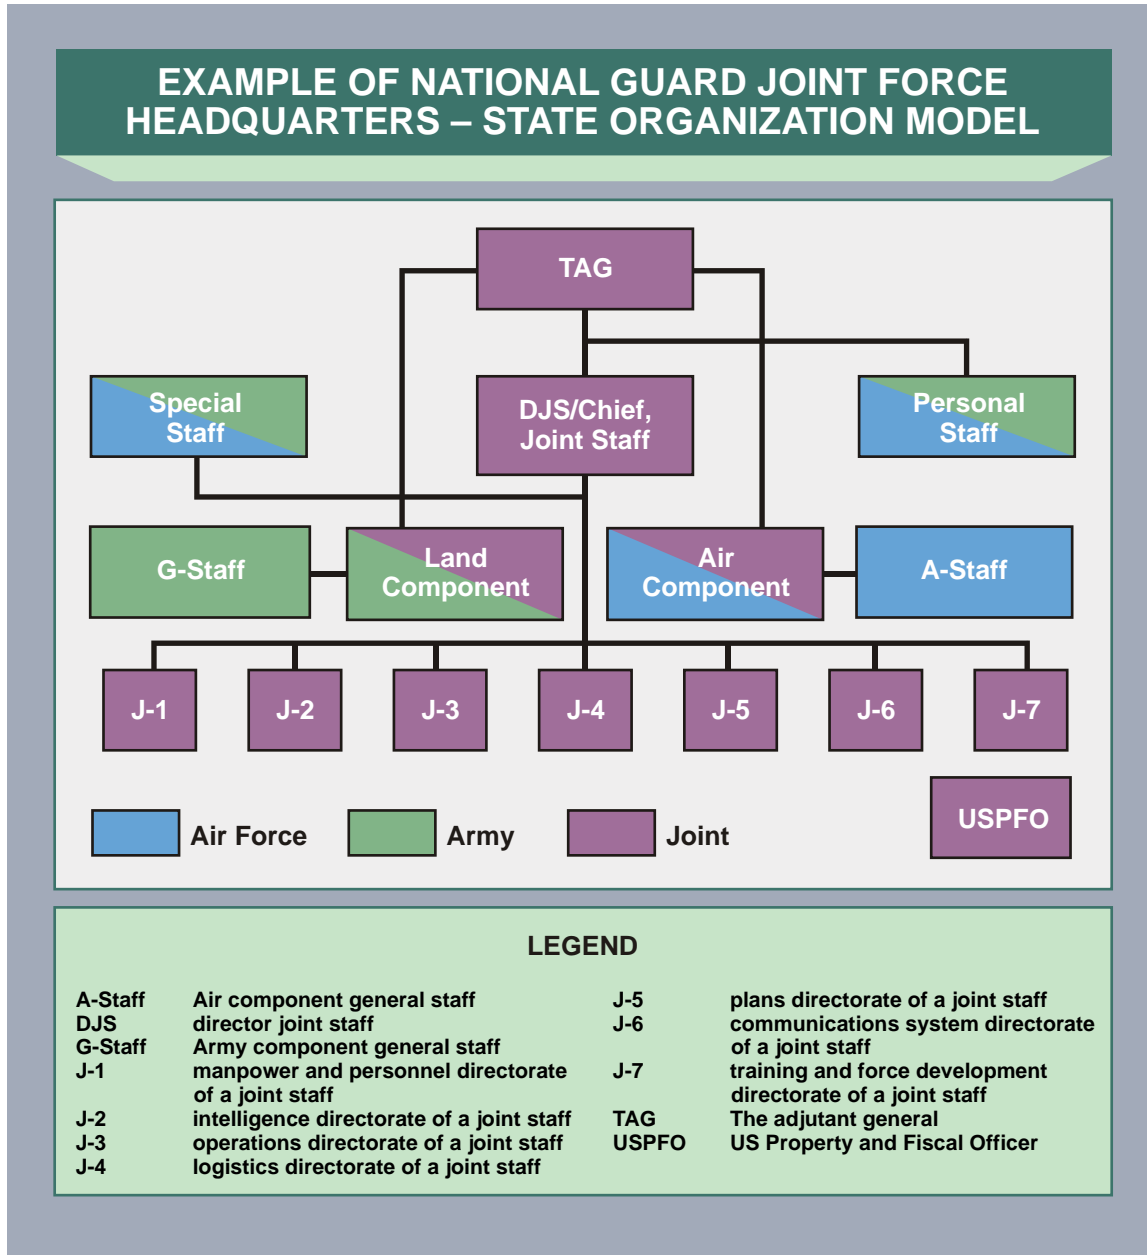 EXAMPLE OF NATIONAL GUARD JOINT FORCE
HEADQUARTERS – STATE ORGANIZATION MODEL
TAG
Special
Staff
DJS/Chief,
Joint Staff
Personal
Staff
G-Staff
Land
Component
Air
Component
A-Staff
J-1
J-2
J-3
J-4
J-5
J-6
J-7
USPFO
Air Force
Army
Joint
LEGEND
A-Staff Air component general staff
DJS director joint staff
G-Staff Army component general staff
J-1 manpower and personnel directorate
of a joint staff
J-2 intelligence directorate of a joint staff
J-3 operations directorate of a joint staff
J-4 logistics directorate of a joint staff
J-5 plans directorate of a joint staff
J-6 communications system directorate
of a joint staff
J-7 training and force development
directorate of a joint staff
TAG The adjutant general
USPFO US Property and Fiscal Officer